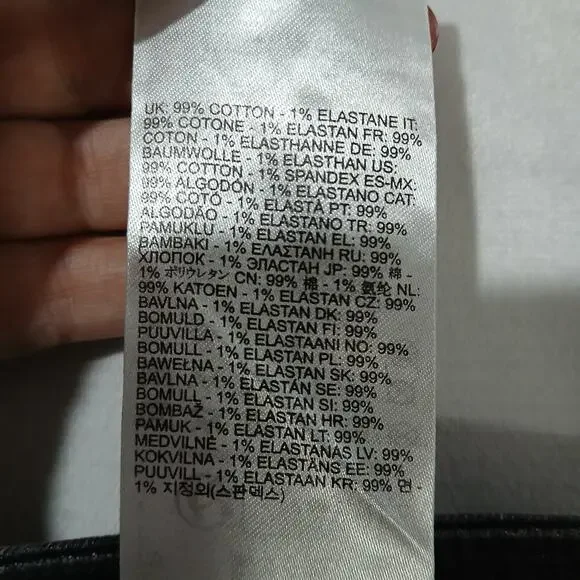 UK: 99% COTTON - 1% ELASTANE IT:
99% COTONE - 1% ELASTAN FR: 99%
COTON - 1% ELASTHANNE DE: 99%
BAUMWOLLE - 1% ELASTHAN US:
99% COTTON - 1% SPANDEX ES-MX:
99% ALGODÓN - 1% ELASTANO CAT:
99% COTÓ - 1% ELASTÀ PT: 99%
ALGODÃO - 1% ELASTANO TR: 99%
PAMUKLU - 1% ELASTAN EL: 99%
BAMBAKI - 1% ΕΛΑΣΤΑΝΗ RU: 99%
ХЛОПОК - 1% ЭЛАСТАН JP: 99% 綿 -
1% ポリウレタン CN: 99% 棉 - 1% 氨纶 NL:
99% KATOEN - 1% ELASTAN CZ: 99%
BAVLNA - 1% ELASTAN DK: 99%
BOMULD - 1% ELASTAN FI: 99%
PUUVILLA - 1% ELASTAANI NO: 99%
BOMULL - 1% ELASTAN PL: 99%
BAWEŁNA - 1% ELASTAN SK: 99%
BAVLNA - 1% ELASTÁN SE: 99%
BOMULL - 1% ELASTAN SI: 99%
BOMBAŽ - 1% ELASTAN HR: 99%
PAMUK - 1% ELASTAN LT: 99%
MEDVILNĖ - 1% ELASTANAS LV: 99%
KOKVILNA - 1% ELASTĀNS EE: 99%
PUUVILL - 1% ELASTAAN KR: 99% 면 -
1% 지정외(스판덱스)